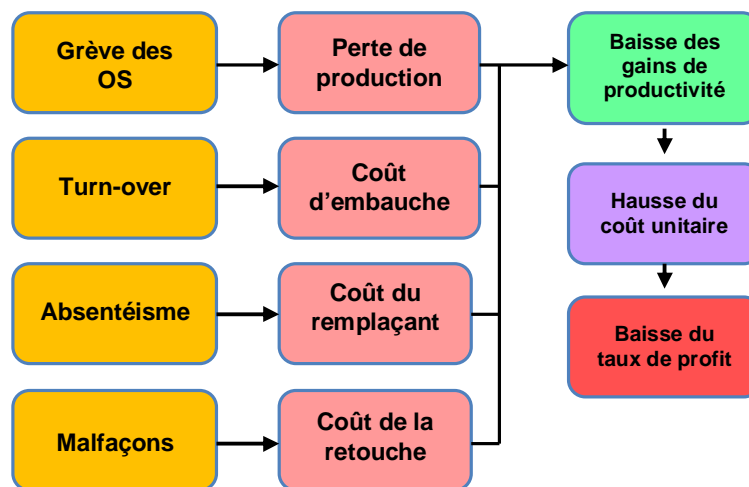 Grève des
OS
Perte de
production
Baisse des
gains de
productivité
Turn-over
Coût
d’embauche
Hausse du
coût unitaire
Absentéisme
Coût du
remplaçant
Baisse du
taux de profit
Malfaçons
Coût de la
retouche